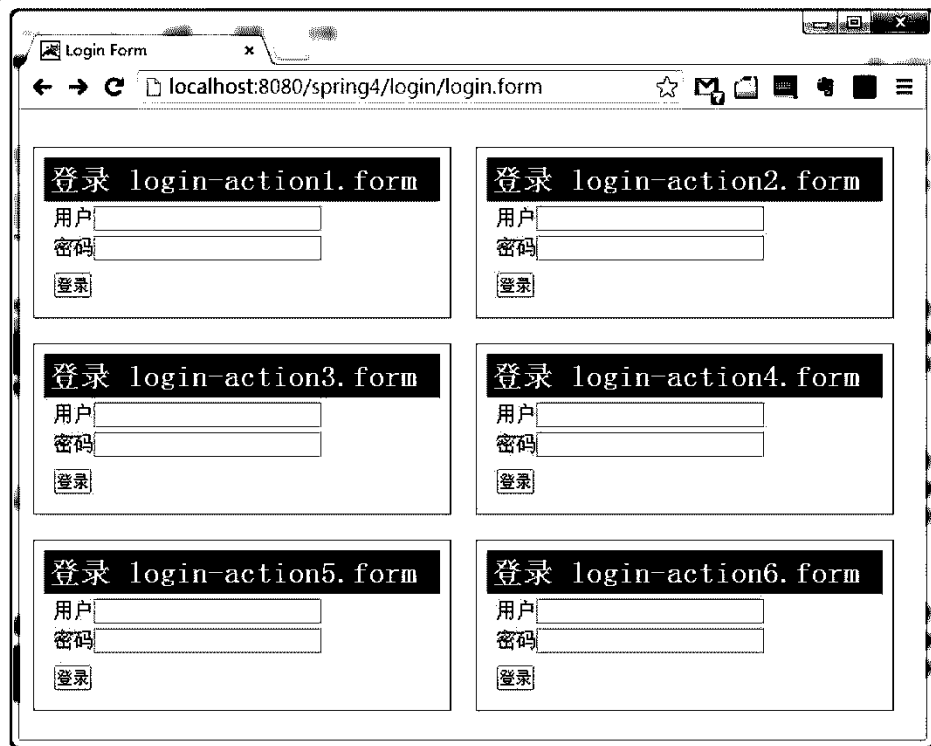 Login Form
localhost:8080/spring4/login/login.form
登录 login-action1.form
用户
密码
登录
登录 login-action2.form
用户
密码
登录
登录 login-action3.form
用户
密码
登录
登录 login-action4.form
用户
密码
登录
登录 login-action5.form
用户
密码
登录
登录 login-action6.form
用户
密码
登录